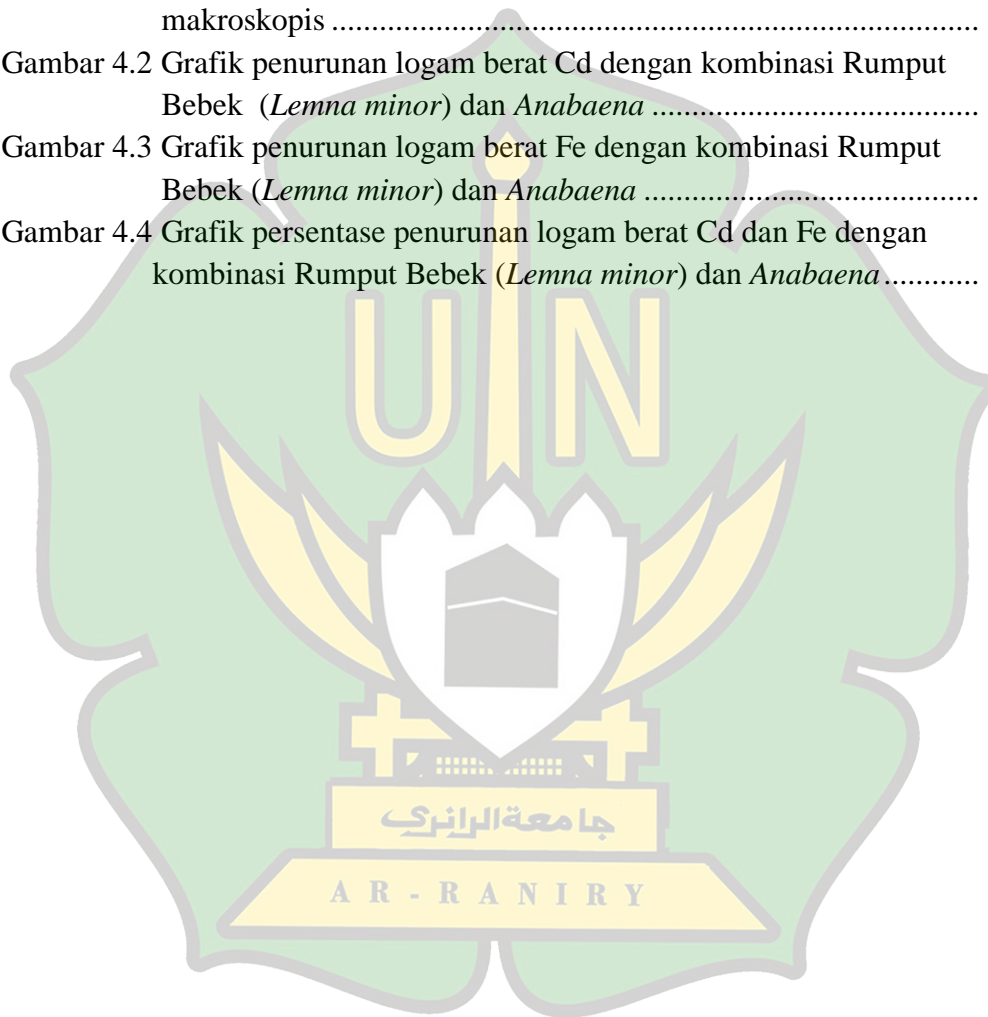 makroskopis ................................................................................
Gambar 4.2 Grafik penurunan logam berat Cd dengan kombinasi Rumput
Bebek (Lemna minor) dan Anabaena .........................................
Gambar 4.3 Grafik penurunan logam berat Fe dengan kombinasi Rumput
Bebek (Lemna minor) dan Anabaena ..........................................
Gambar 4.4 Grafik persentase penurunan logam berat Cd dan Fe dengan
kombinasi Rumput Bebek (Lemna minor) dan Anabaena ............
UIN
جامعة الرانري
AR-RANIRY